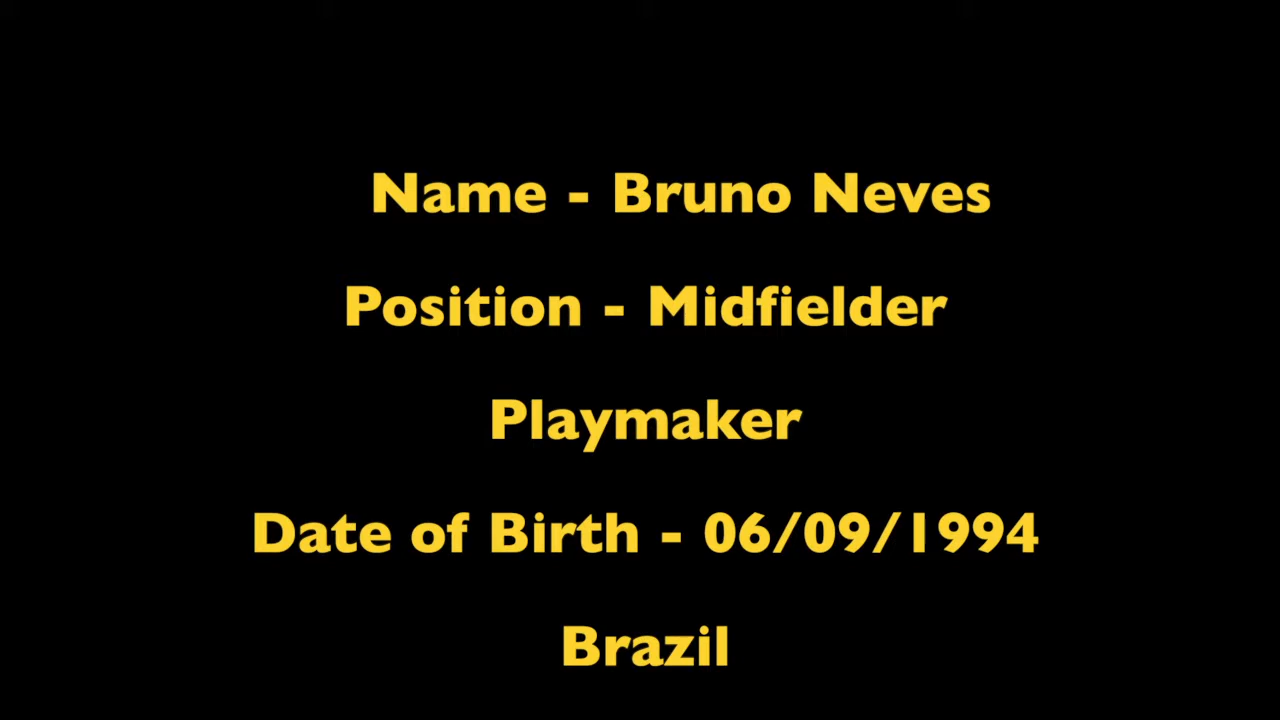 Name - Bruno Neves
Position - Midfielder
Playmaker
Date of Birth - 06/09/1994
Brazil